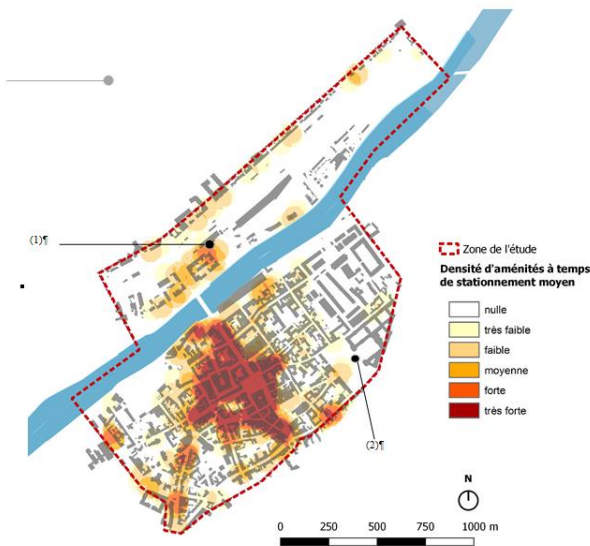 (1)¶
Zone de l'étude
Densité d'aménités à temps
de stationnement moyen
nulle
très faible
faible
moyenne
forte
très forte
(2)¶
N
0 250 500 750 1000 m